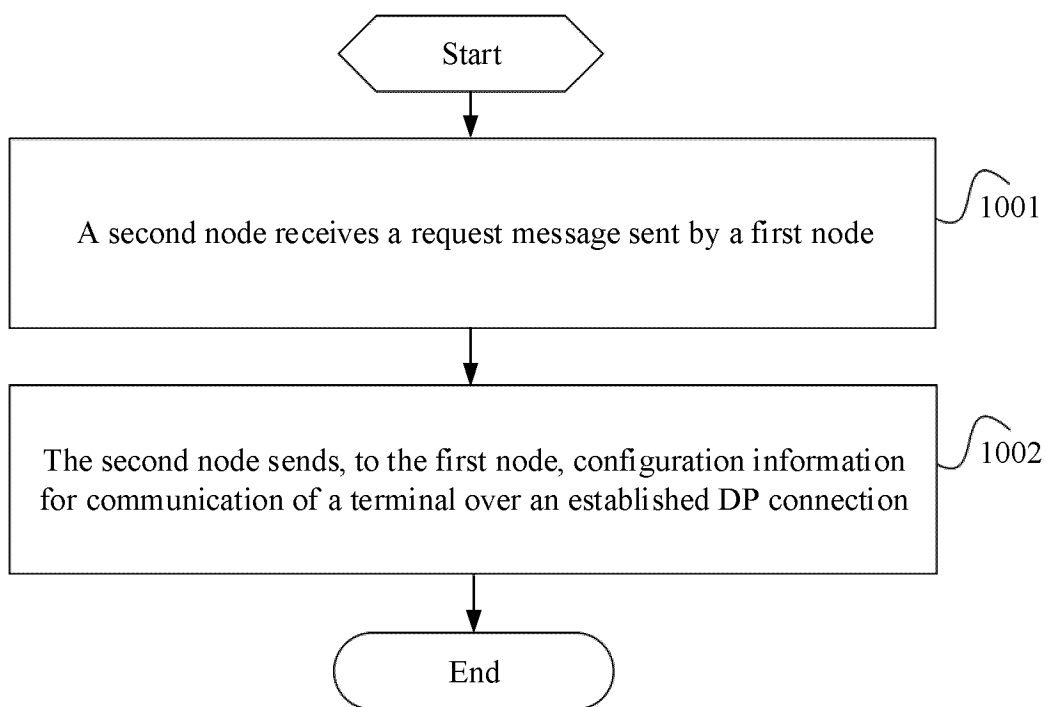 Start
A second node receives a request message sent by a first node
1001
The second node sends, to the first node, configuration information
for communication of a terminal over an established DP connection
1002
End